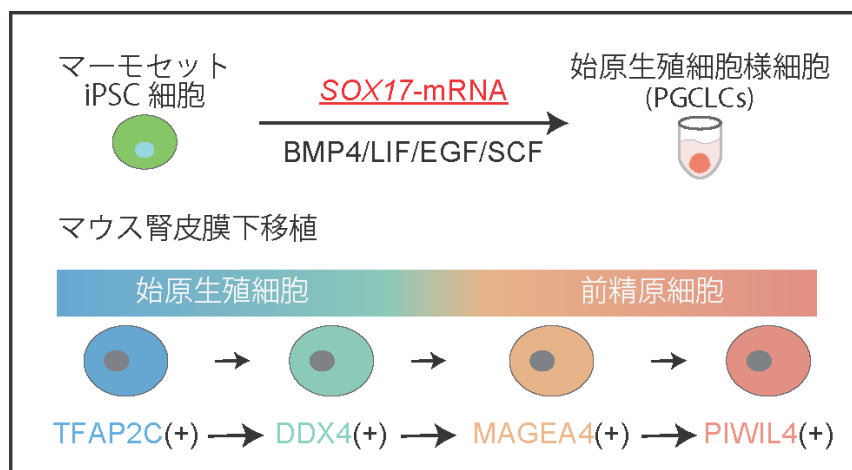 マーモセット
iPSC 細胞
SOX17-mRNA
BMP4/LIF/EGF/SCF
始原生殖細胞様細胞
(PGCLCs)
マウス腎皮膜下移植
始原生殖細胞 前精原細胞
TFAP2C(+) DDX4(+) MAGEA4(+) PIWIL4(+)